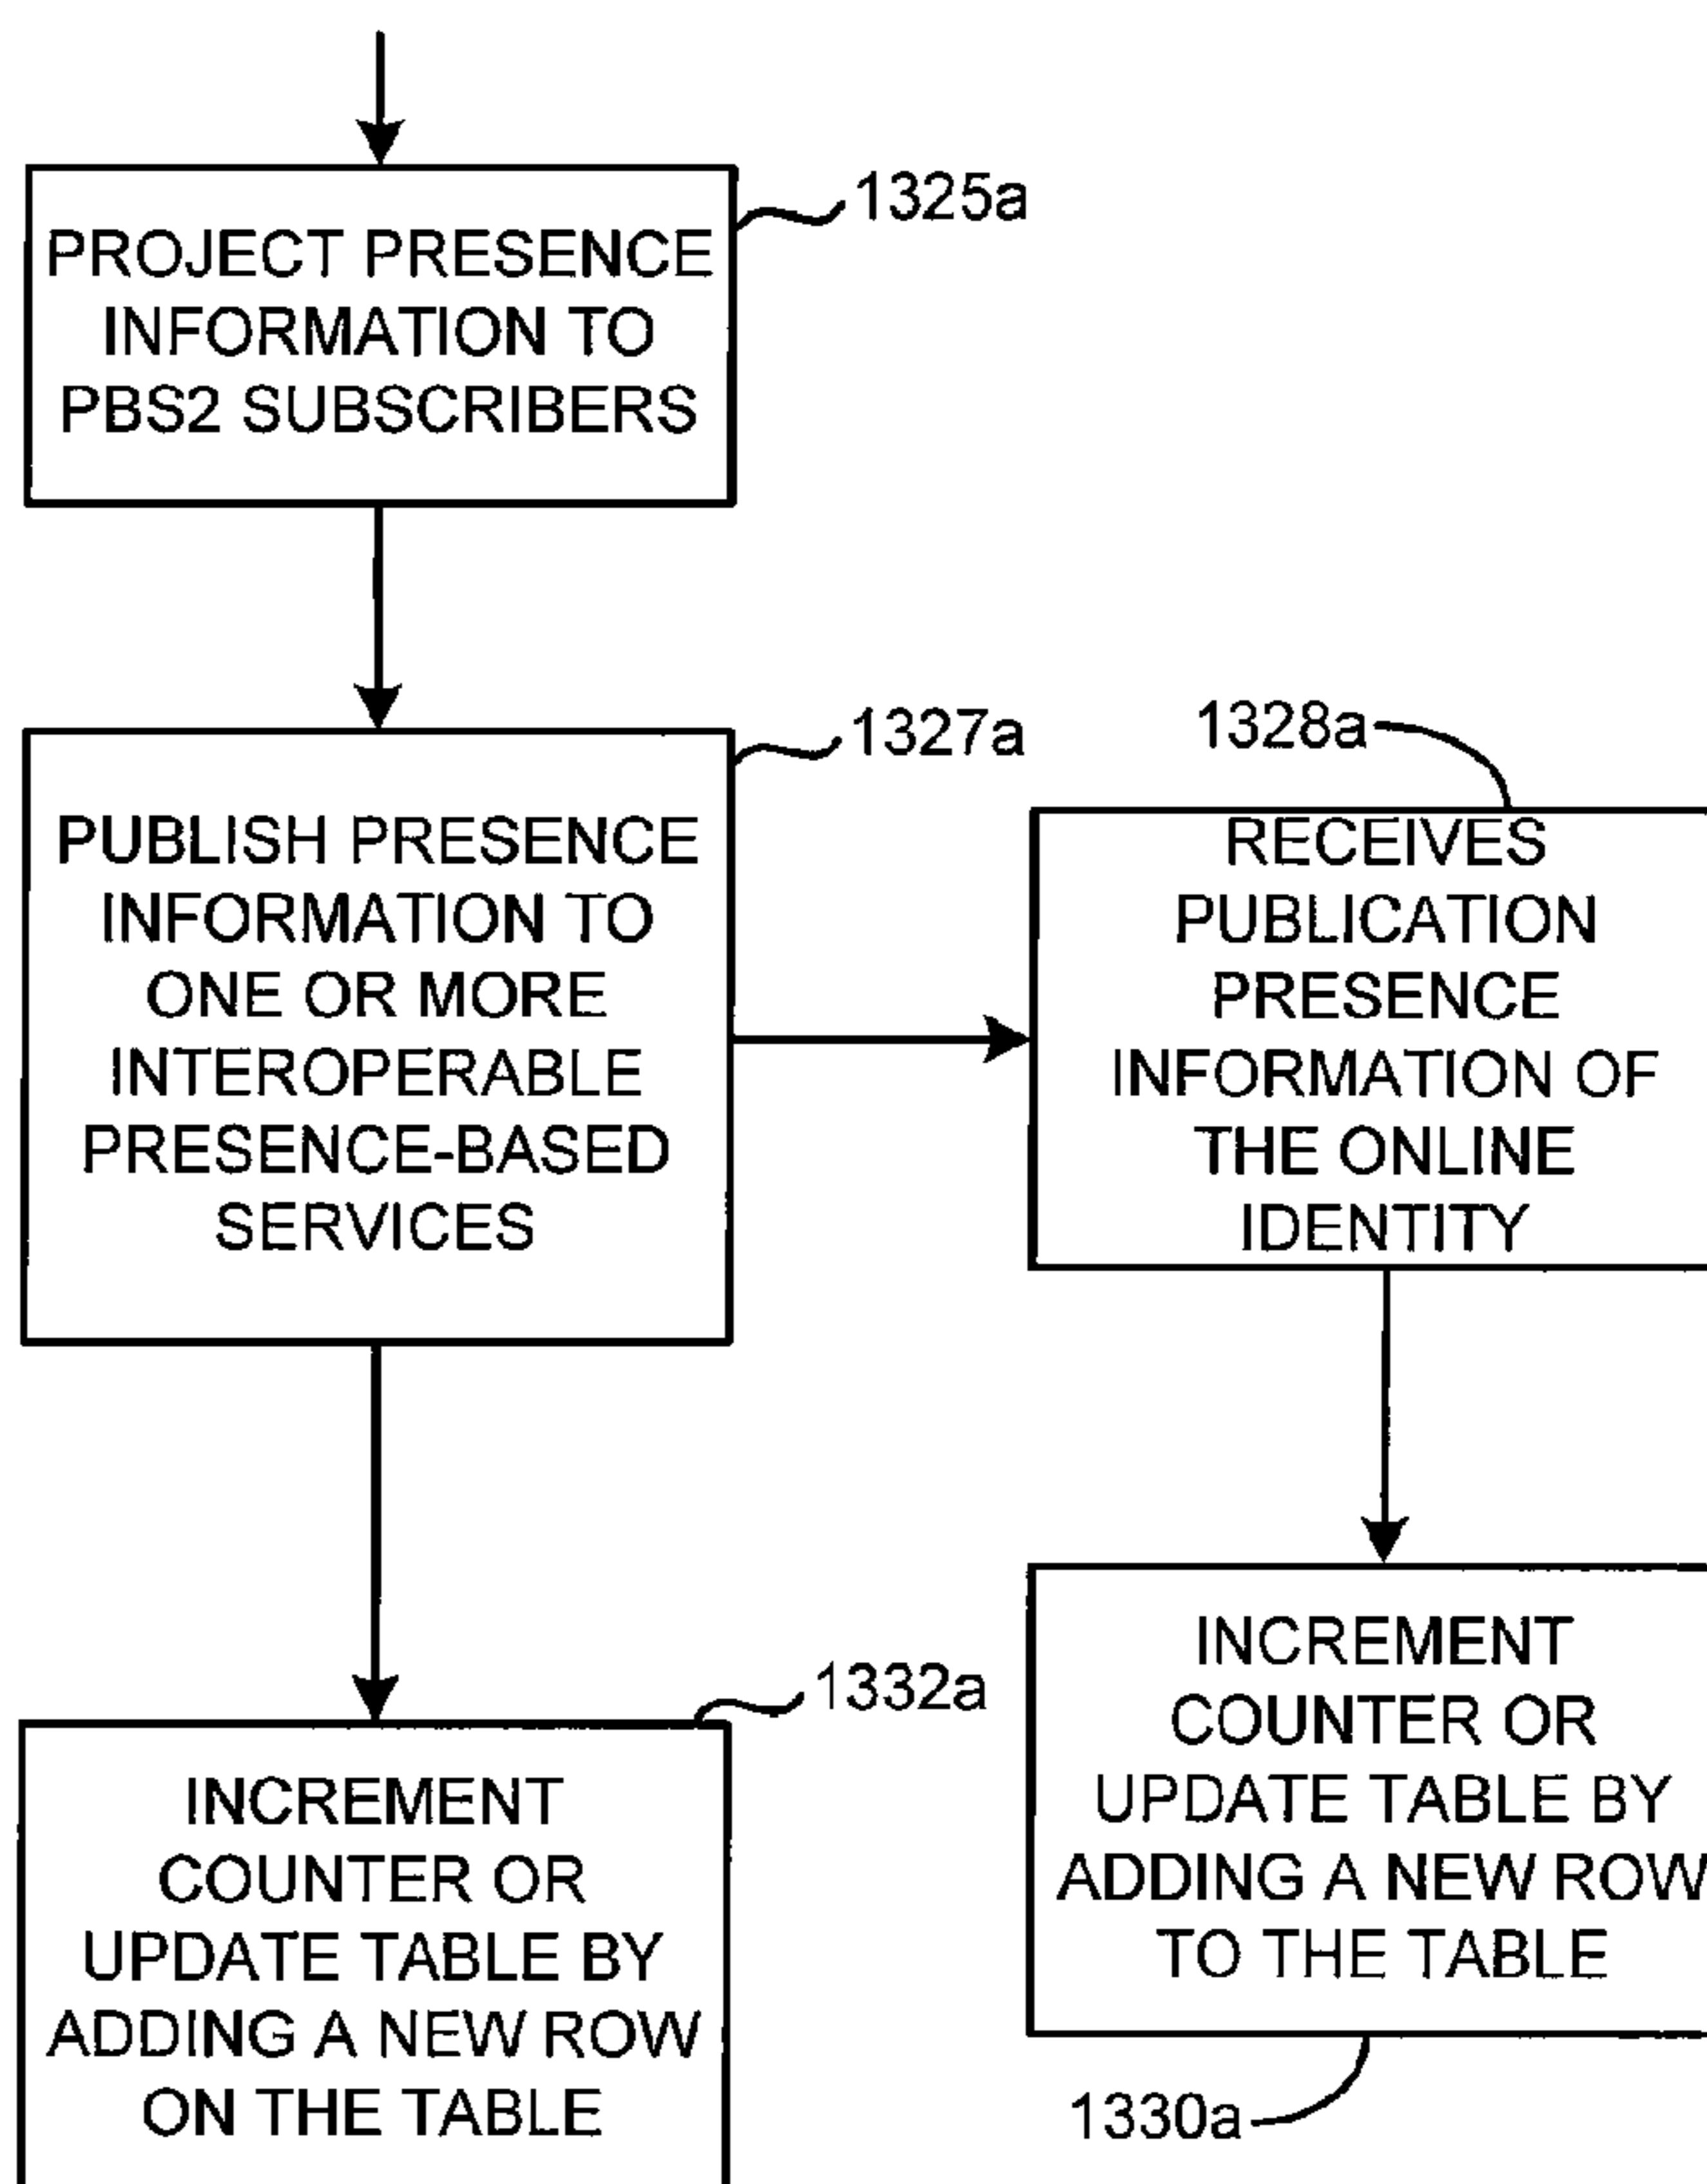 1325a
PROJECT PRESENCE
INFORMATION TO
PBS2 SUBSCRIBERS
1327a
PUBLISH PRESENCE
INFORMATION TO
ONE OR MORE
INTEROPERABLE
PRESENCE-BASED
SERVICES
1328a
RECEIVES
PUBLICATION
PRESENCE
INFORMATION OF
THE ONLINE
IDENTITY
1332a
INCREMENT
COUNTER OR
UPDATE TABLE BY
ADDING A NEW ROW
ON THE TABLE
INCREMENT
COUNTER OR
UPDATE TABLE BY
ADDING A NEW ROW
TO THE TABLE
1330a